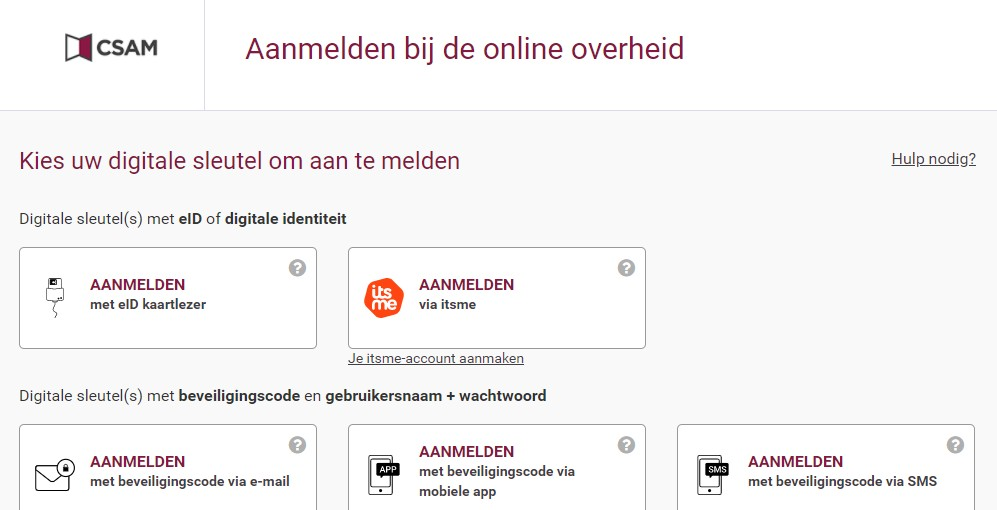 CSAM
Aanmelden bij de online overheid
Kies uw digitale sleutel om aan te melden
Hulp nodig?
Digitale sleutel(s) met eID of digitale identiteit
?
AANMELDEN
met eID kaartlezer
?
its
me
AANMELDEN
via itsme
Je itsme-account aanmaken
Digitale sleutel(s) met beveiligingscode en gebruikersnaam + wachtwoord
?
AANMELDEN
met beveiligingscode via e-mail
?
APP
AANMELDEN
met beveiligingscode via
mobiele app
?
SMS
AANMELDEN
met beveiligingscode via SMS